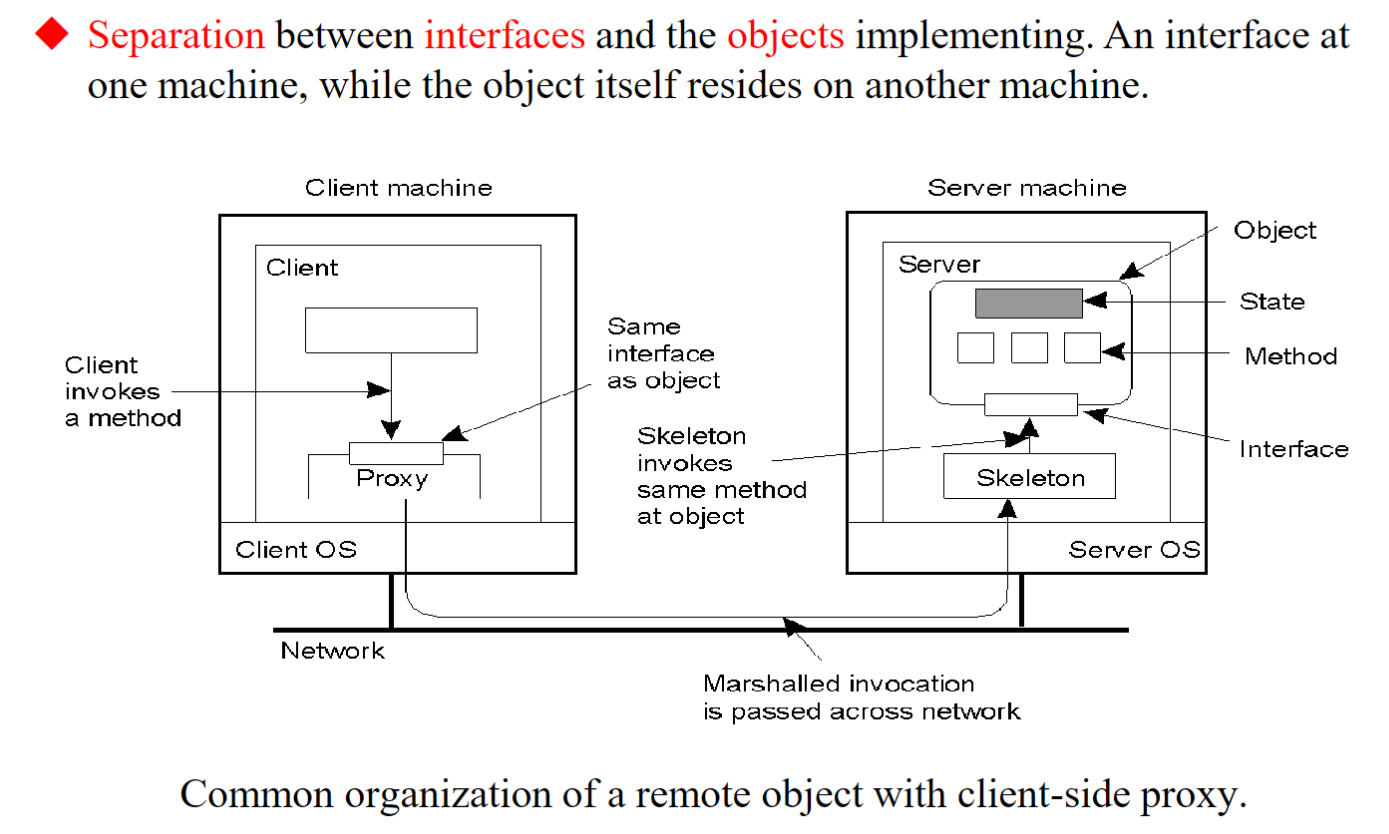 Separation between interfaces and the objects implementing. An interface at
one machine, while the object itself resides on another machine.
Client machine
Server machine
Client
Server
Object
State
Method
Interface
Same
interface
as object
Client
invokes
a method
Proxy
Skeleton
invokes
same method
at object
Skeleton
Client OS
Server OS
Network
Marshalled invocation
is passed across network
Common organization of a remote object with client-side proxy.